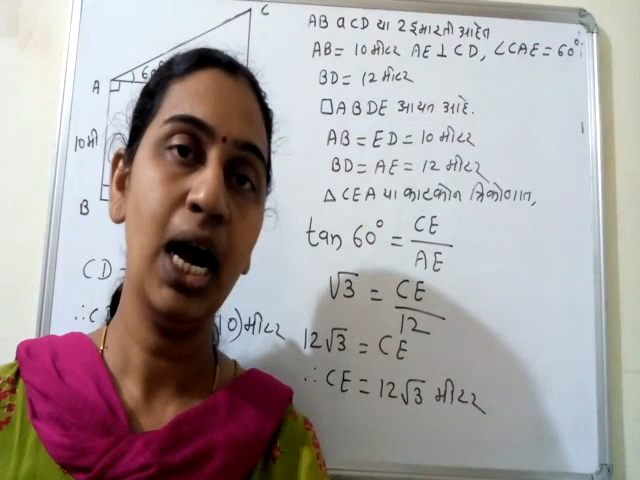 C
A
60°
10मी
B
CD=
∴C
10)मीटर
AB व CD या 2 इमारती आहेत
AB= 10 मीटर AE⊥CD, ∠CAE=60°
BD= 12 मीटर
□ABDE आयत आहे.
AB=ED=10 मीटर
BD=AE=12 मीटर
△CEA या काटकोन त्रिकोणात,
tan 60° = CE/AE
√3 = CE/12
12√3 = CE
∴ CE=12√3 मीटर